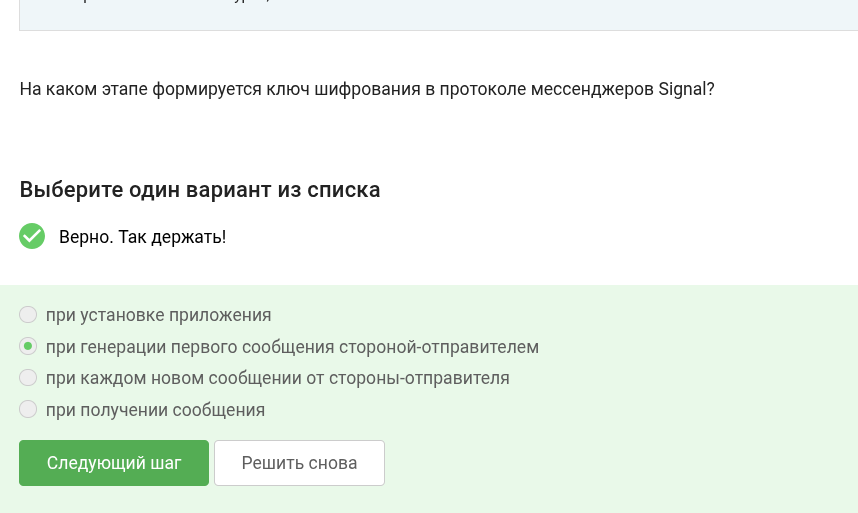 На каком этапе формируется ключ шифрования в протоколе мессенджеров Signal?
Выберите один вариант из списка
Верно. Так держать!
при установке приложения
при генерации первого сообщения стороной-отправителем
при каждом новом сообщении от стороны-отправителя
при получении сообщения
Следующий шаг
Решить снова